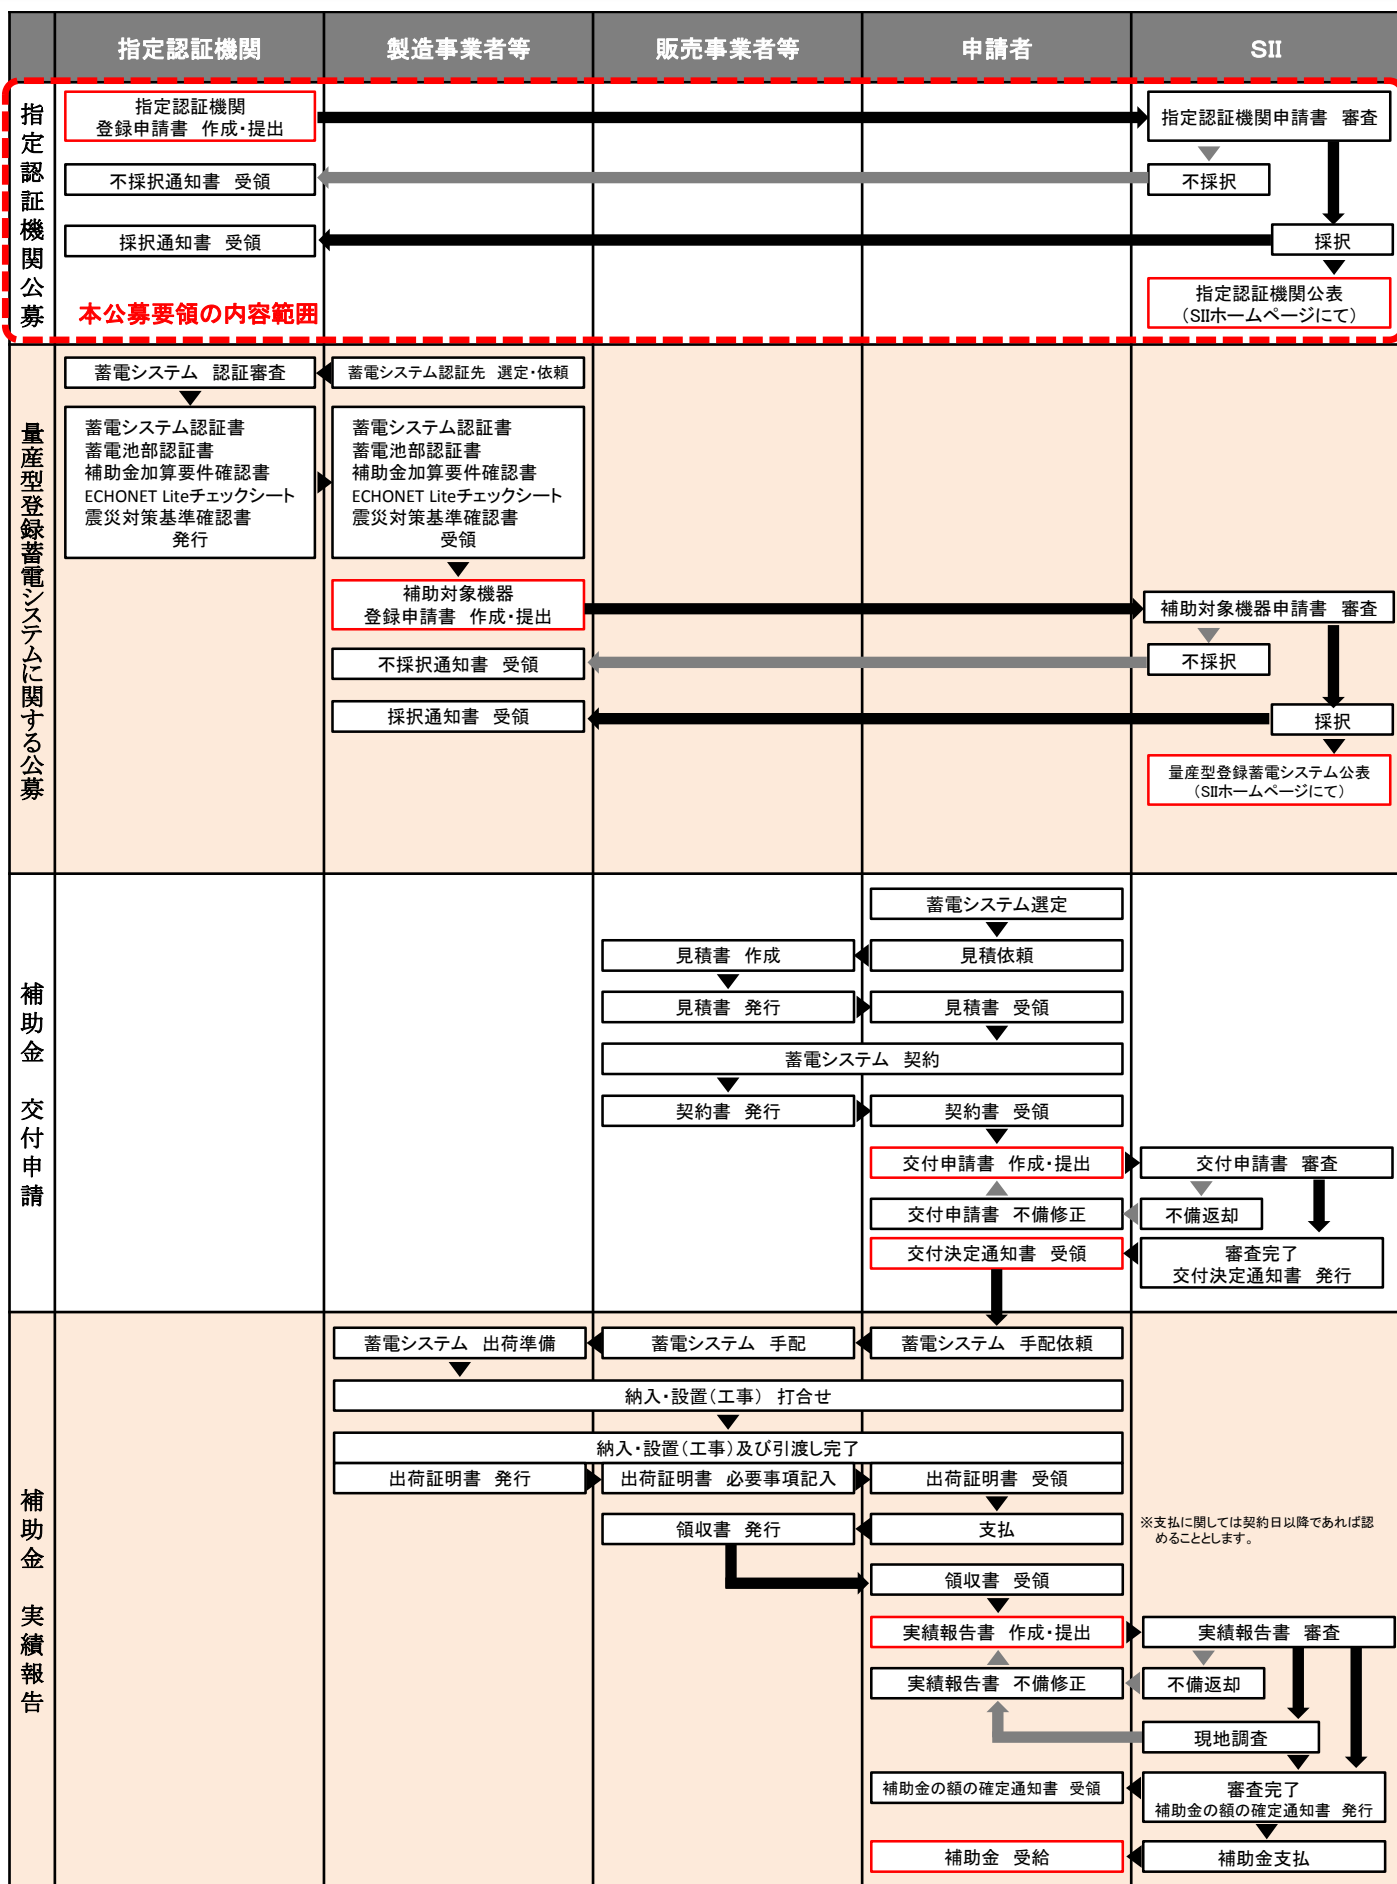 指定認証機関
製造事業者等
販売事業者等
申請者
SII
指定認証機関公募
指定認証機関
登録申請書 作成・提出
指定認証機関申請書 審査
不採択通知書 受領
不採択
採択通知書 受領
採択
本公募要領の内容範囲
指定認証機関公表
（SIIホームページにて）
量産型登録蓄電システムに関する公募
蓄電システム 認証審査
蓄電システム認証先 選定・依頼
蓄電システム認証書
蓄電池部認証書
補助金加算要件確認書
ECHONET Liteチェックシート
震災対策基準確認書
発行
蓄電システム認証書
蓄電池部認証書
補助金加算要件確認書
ECHONET Liteチェックシート
震災対策基準確認書
受領
補助対象機器
登録申請書 作成・提出
補助対象機器申請書 審査
不採択通知書 受領
不採択
採択通知書 受領
採択
量産型登録蓄電システム公表
（SIIホームページにて）
補助金 交付申請
蓄電システム選定
見積書 作成
見積依頼
見積書 発行
見積書 受領
蓄電システム 契約
契約書 発行
契約書 受領
交付申請書 作成・提出
交付申請書 審査
交付申請書 不備修正
不備返却
交付決定通知書 受領
審査完了
交付決定通知書 発行
補助金 実績報告
蓄電システム 出荷準備
蓄電システム 手配
蓄電システム 手配依頼
納入・設置（工事） 打合せ
納入・設置（工事）及び引渡し完了
出荷証明書 発行
出荷証明書 必要事項記入
出荷証明書 受領
領収書 発行
支払
※支払に関しては契約日以降であれば認
めることとします。
領収書 受領
実績報告書 作成・提出
実績報告書 審査
実績報告書 不備修正
不備返却
現地調査
補助金の額の確定通知書 受領
審査完了
補助金の額の確定通知書 発行
補助金 受給
補助金支払